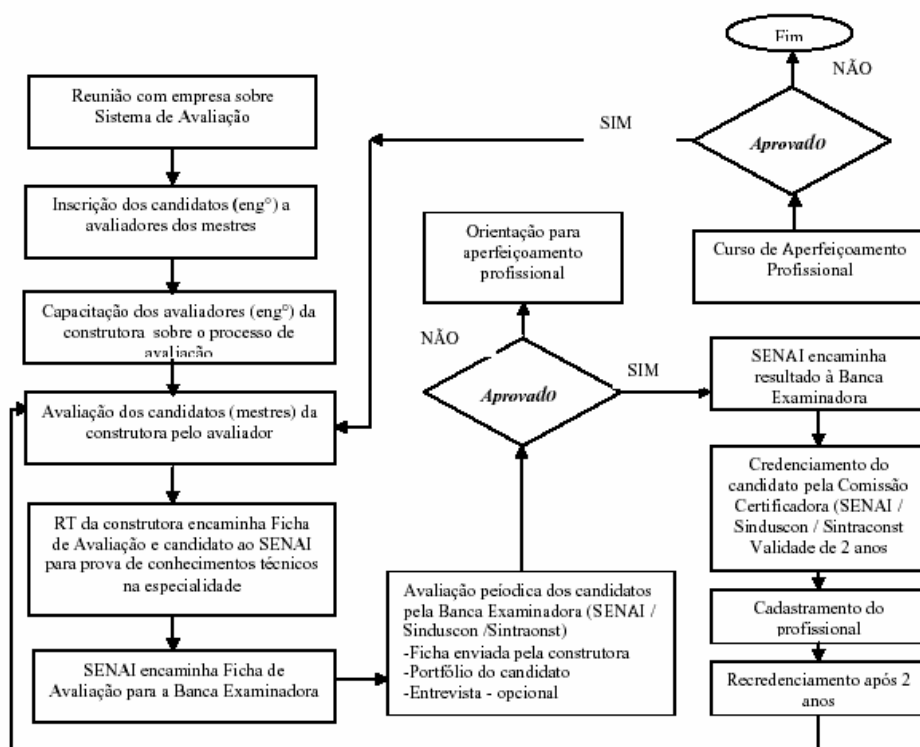 Reunião com empresa sobre
Sistema de Avaliação
Inscrição dos candidatos (engº) a
avaliadores dos mestres
Capacitação dos avaliadores (engº) da
construtora sobre o processo de
avaliação
Avaliação dos candidatos (mestres) da
construtora pelo avaliador
RT da construtora encaminha Ficha
de Avaliação e candidato ao SENAI
para prova de conhecimentos técnicos
na especialidade
SENAI encaminha Ficha de
Avaliação para a Banca Examinadora
Avaliação peíodica dos candidatos
pela Banca Examinadora (SENAI /
Sinduscon /Sintraonst)
-Ficha enviada pela construtora
-Portfólio do candidato
-Entrevista - opcional
Aprovado
NÃO
Orientação para
aperfeiçoamento
profissional
SIM
SENAI encaminha
resultado à Banca
Examinadora
Credenciamento do
candidato pela Comissão
Certificadora (SENAI /
Sinduscon / Sintraconst
Validade de 2 anos
Cadastramento do
profissional
Recredenciamento após 2
anos
Curso de Aperfeiçoamento
Profissional
Aprovado
SIM
NÃO
Fim